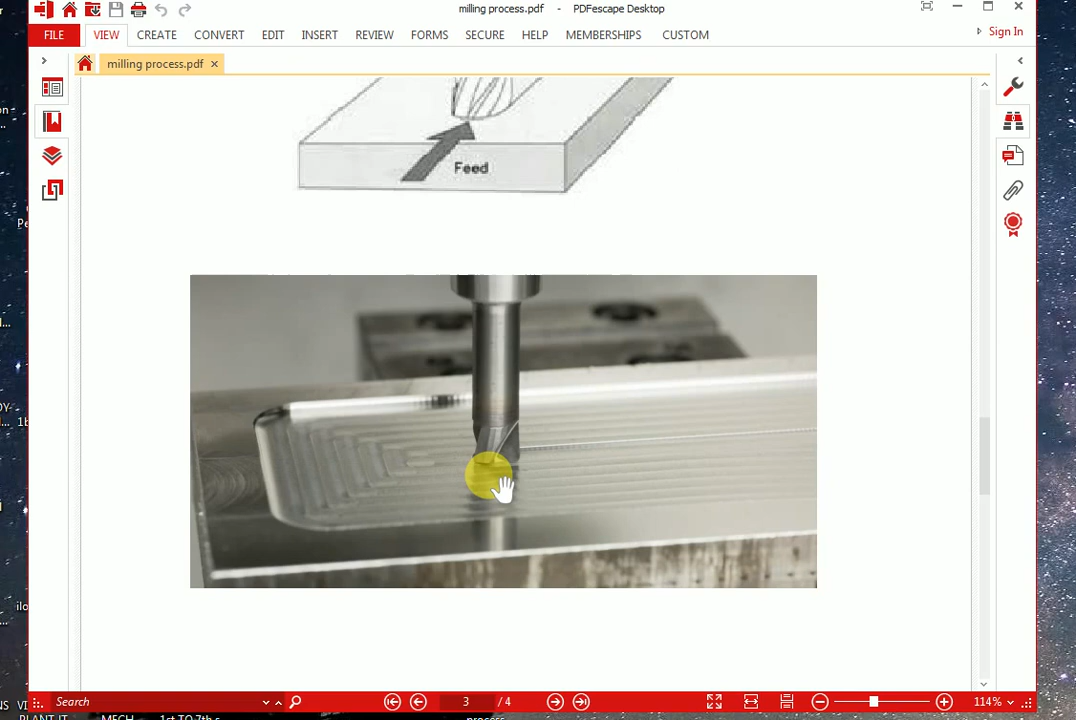 milling process.pdf - PDFescape Desktop
FILE VIEW CREATE CONVERT EDIT INSERT REVIEW FORMS SECURE HELP MEMBERSHIPS CUSTOM Sign In
milling process.pdf ×
Feed
Search 3 / 4 114%